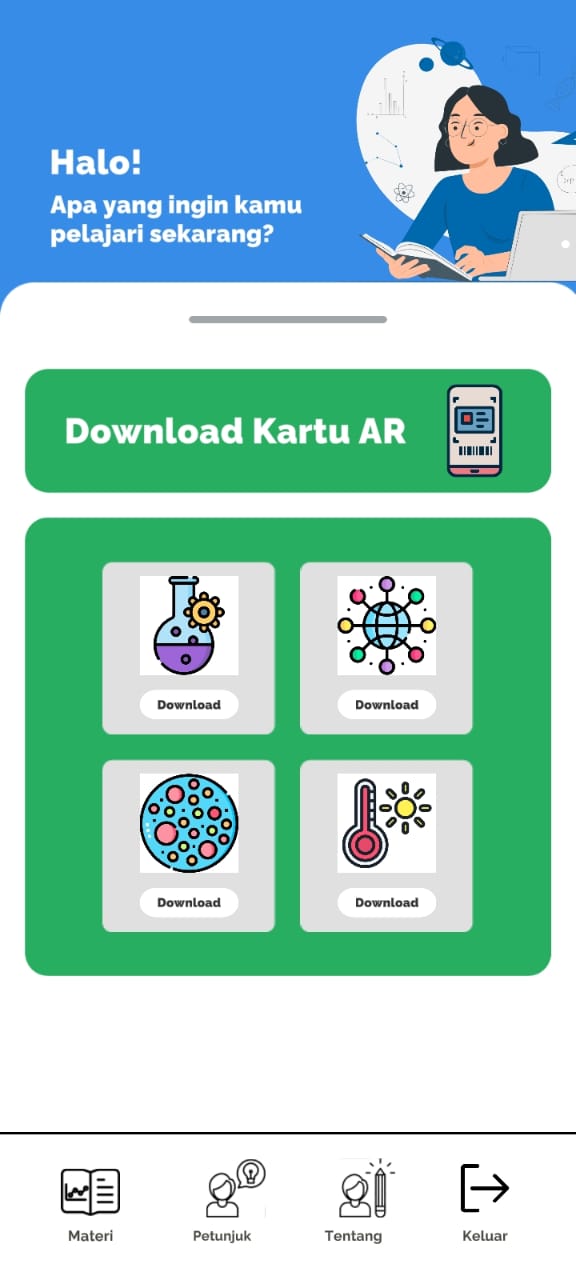 Halo!
Apa yang ingin kamu
pelajari sekarang?
Download Kartu AR
Download
Download
Download
Download
Materi
Petunjuk
Tentang
Keluar